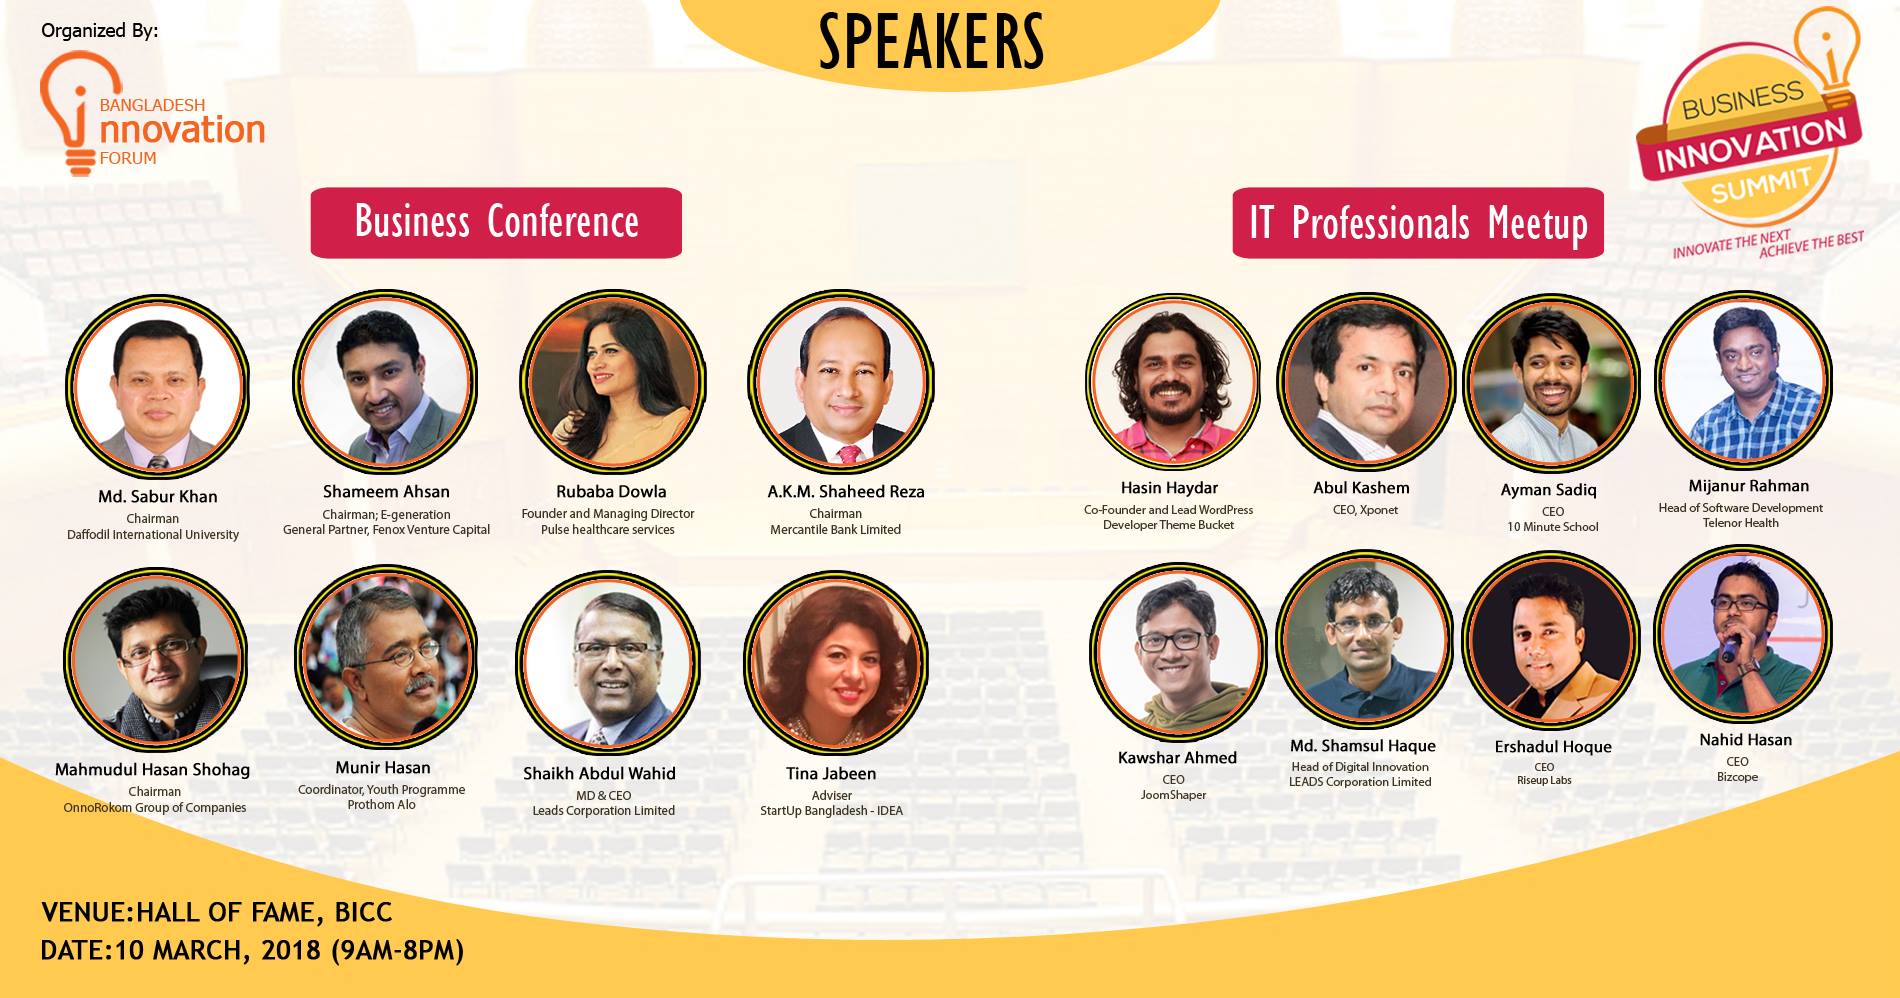 Organized By:
BANGLADESH
innovation
FORUM
SPEAKERS
BUSINESS
INNOVATION
SUMMIT
INNOVATE THE NEXT
ACHIEVE THE BEST
Business Conference
Md. Sabur Khan
Chairman
Daffodil International University
Shameem Ahsan
Chairman; E-generation
General Partner, Fenox Venture Capital
Rubaba Dowla
Founder and Managing Director
Pulse healthcare services
A.K.M. Shaheed Reza
Chairman
Mercantile Bank Limited
Mahmudul Hasan Shohag
Chairman
OnnoRokom Group of Companies
Munir Hasan
Coordinator, Youth Programme
Prothom Alo
Shaikh Abdul Wahid
MD & CEO
Leads Corporation Limited
Tina Jabeen
Adviser
StartUp Bangladesh - IDEA
IT Professionals Meetup
Hasin Haydar
Co-Founder and Lead WordPress
Developer Theme Bucket
Abul Kashem
CEO, Xponet
Ayman Sadiq
CEO
10 Minute School
Mijanur Rahman
Head of Software Development
Telenor Health
Kawshar Ahmed
CEO
JoomShaper
Md. Shamsul Haque
Head of Digital Innovation
LEADS Corporation Limited
Ershadul Hoque
CEO
Riseup Labs
Nahid Hasan
CEO
Bizcope
VENUE:HALL OF FAME, BICC
DATE:10 MARCH, 2018 (9AM-8PM)